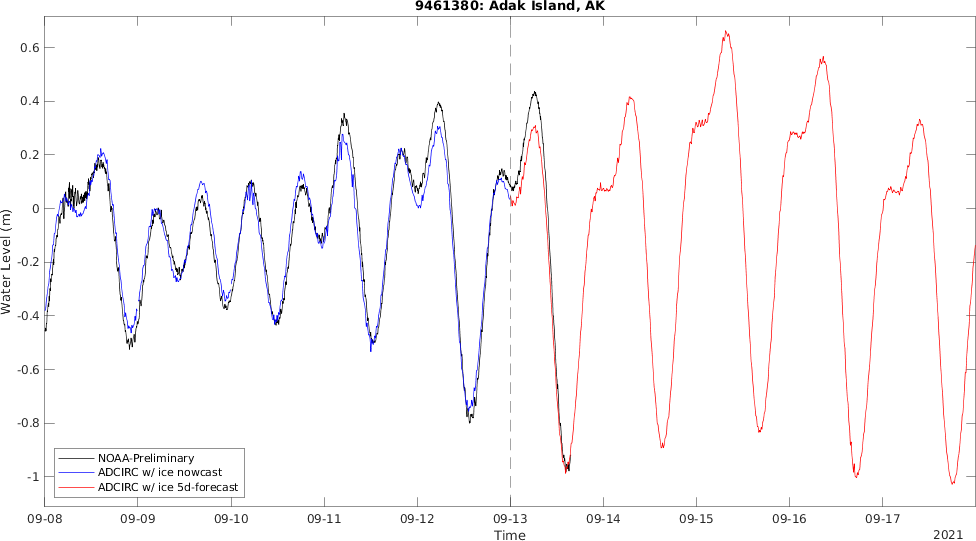 9461380: Adak Island, AK
Water Level (m)
0.6
0.4
0.2
0
-0.2
-0.4
-0.6
-0.8
-1
NOAA-Preliminary
ADCIRC w/ ice nowcast
ADCIRC w/ ice 5d-forecast
09-08 09-09 09-10 09-11 09-12 09-13 09-14 09-15 09-16 09-17
Time
2021